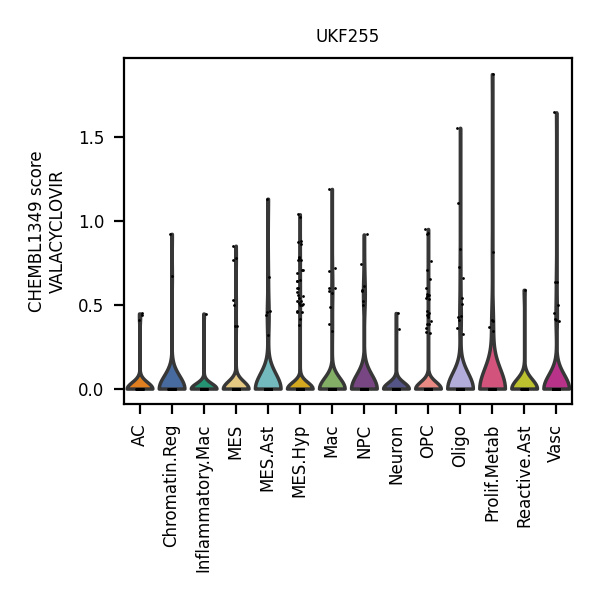 UKF255
CHEMBL1349 score
VALACYCLOVIR
1.5
1.0
0.5
0.0
AC
Chromatin.Reg
Inflammatory.Mac
MES
MES.Ast
MES.Hyp
Mac
NPC
Neuron
OPC
Oligo
Prolif.Metab
Reactive.Ast
Vasc